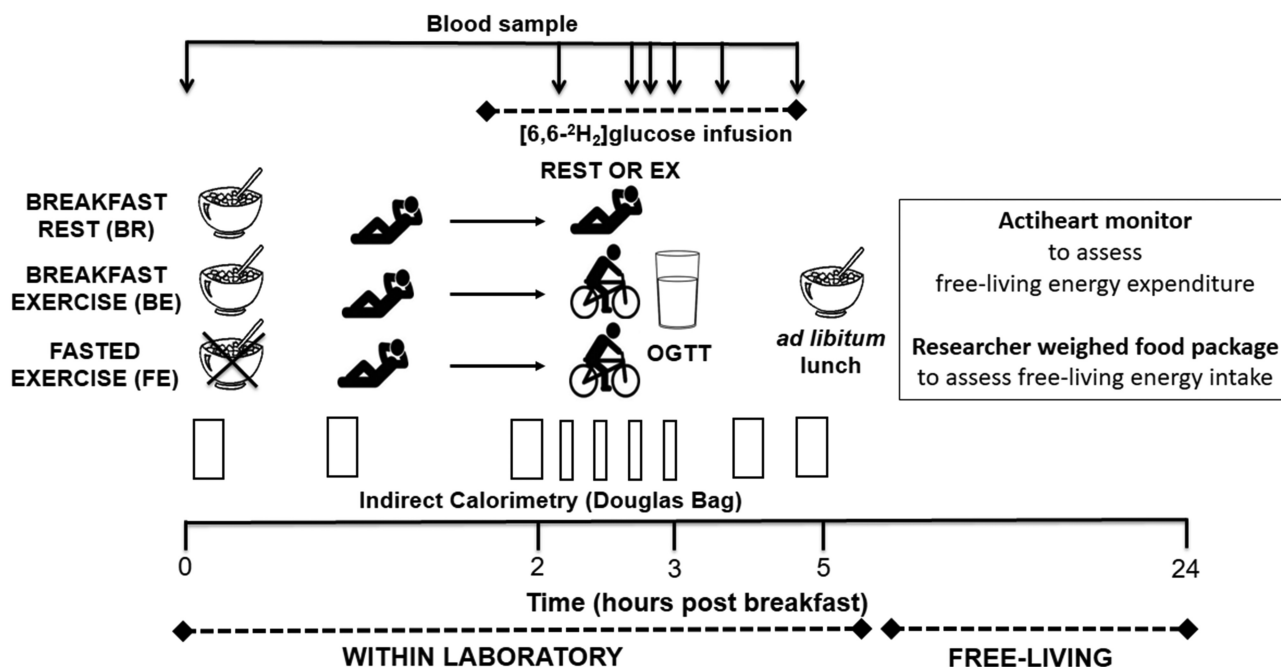 Blood sample
[6,6-²H₂]glucose infusion
REST OR EX
BREAKFAST
REST (BR)
BREAKFAST
EXERCISE (BE)
FASTED
EXERCISE (FE)
OGTT
ad libitum
lunch
Actiheart monitor
to assess
free-living energy expenditure
Researcher weighed food package
to assess free-living energy intake
Indirect Calorimetry (Douglas Bag)
0 2 3 5 24
Time (hours post breakfast)
WITHIN LABORATORY
FREE-LIVING